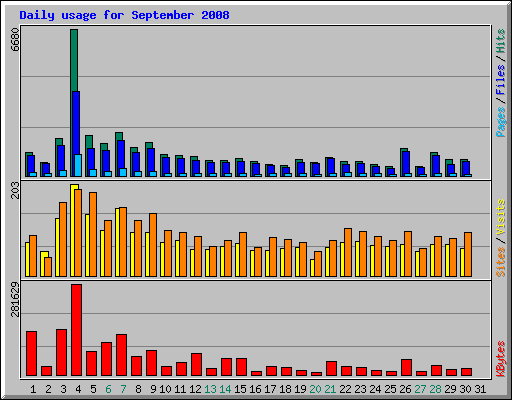 Daily usage for September 2008
6680
Pages / Files / Hits
203
Sites / Visits
281629
KBytes
1 2 3 4 5 6 7 8 9 10 11 12 13 14 15 16 17 18 19 20 21 22 23 24 25 26 27 28 29 30 31